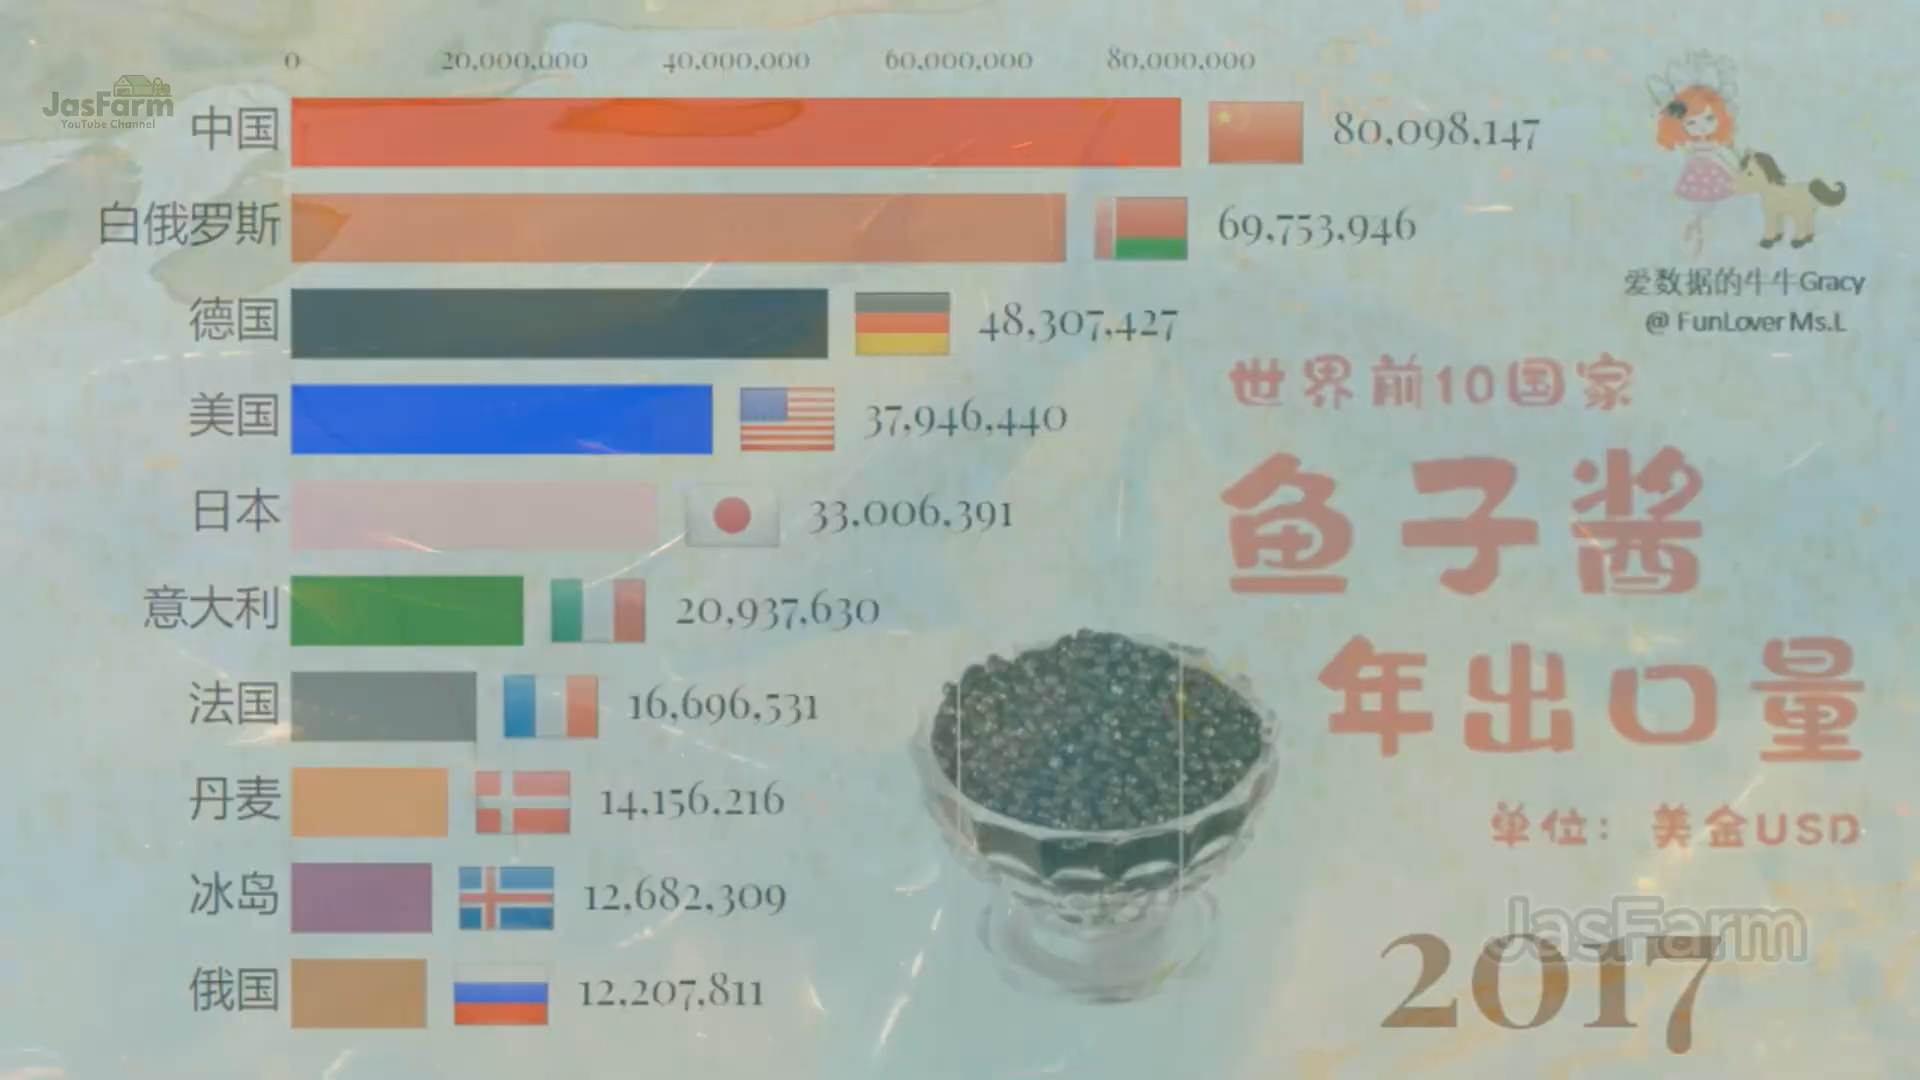 JasFarm
YouTube Channel
0 20,000,000 40,000,000 60,000,000 80,000,000
中国 80,098,147
白俄罗斯 69,753,946
德国 48,307,427
美国 37,946,440
日本 33,006,391
意大利 20,937,630
法国 16,696,531
丹麦 14,156,216
冰岛 12,682,309
俄国 12,207,811
爱数据的牛牛Gracy
@ FunLover Ms.L
世界前10国家
鱼子酱
年出口量
单位：美金USD
JasFarm
2017